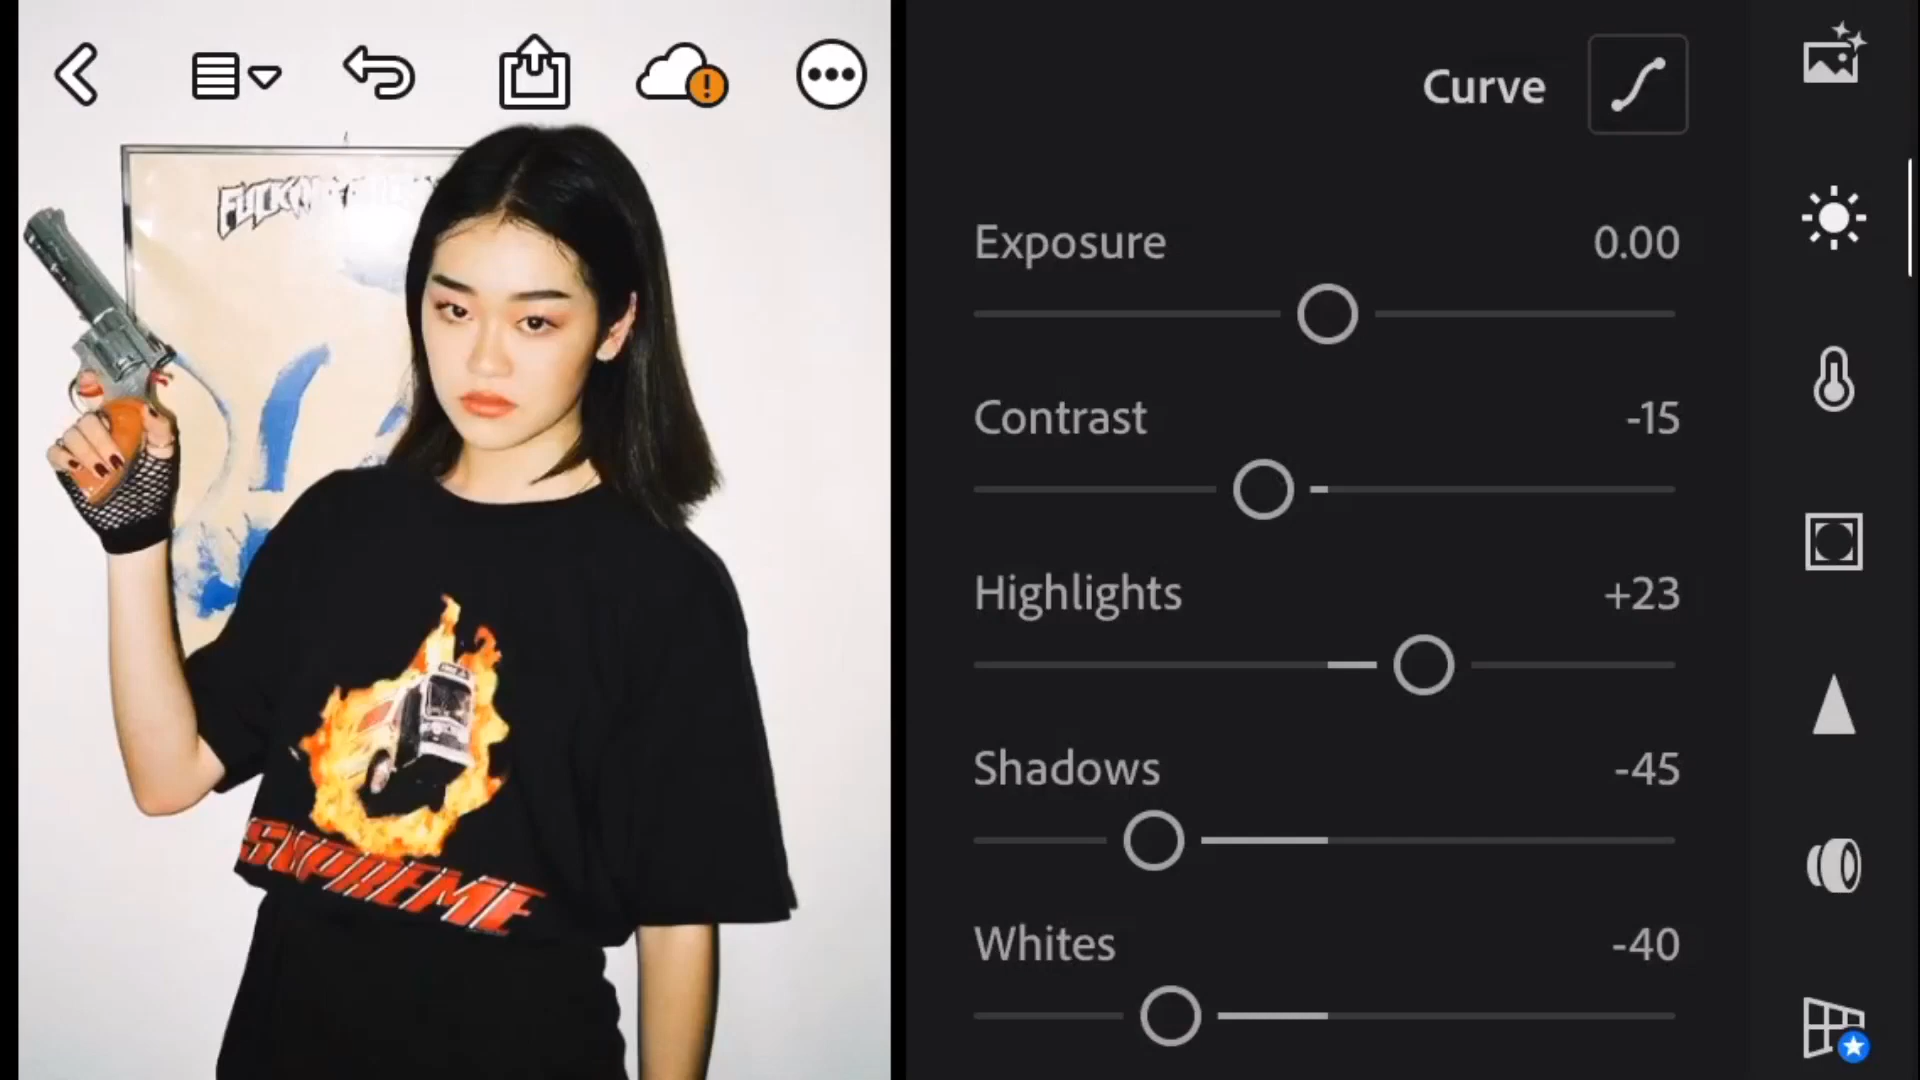 Curve
Exposure 0.00
Contrast -15
Highlights +23
Shadows -45
Whites -40
SUPREME